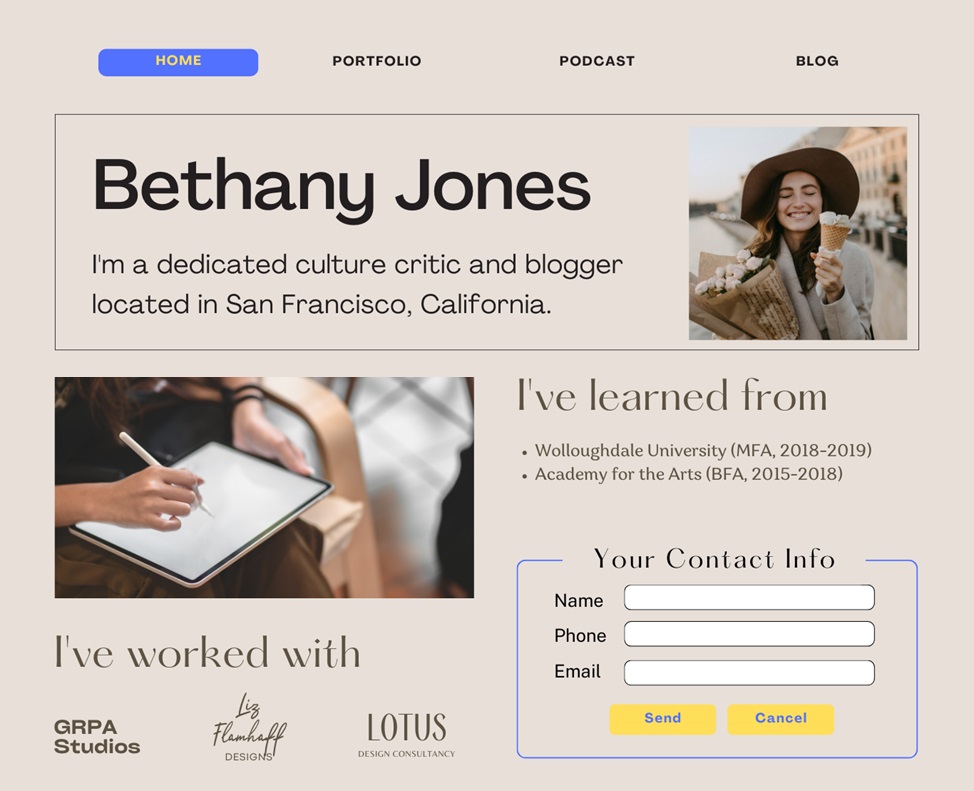 HOME
PORTFOLIO
PODCAST
BLOG
Bethany Jones
I'm a dedicated culture critic and blogger
located in San Francisco, California.
I've learned from
• Wolloughdale University (MFA, 2018-2019)
• Academy for the Arts (BFA, 2015-2018)
Your Contact Info
Name
Phone
Email
Send
Cancel
I've worked with
GRPA
Studios
Liz
Flamhaff
DESIGNS
LOTUS
DESIGN CONSULTANCY